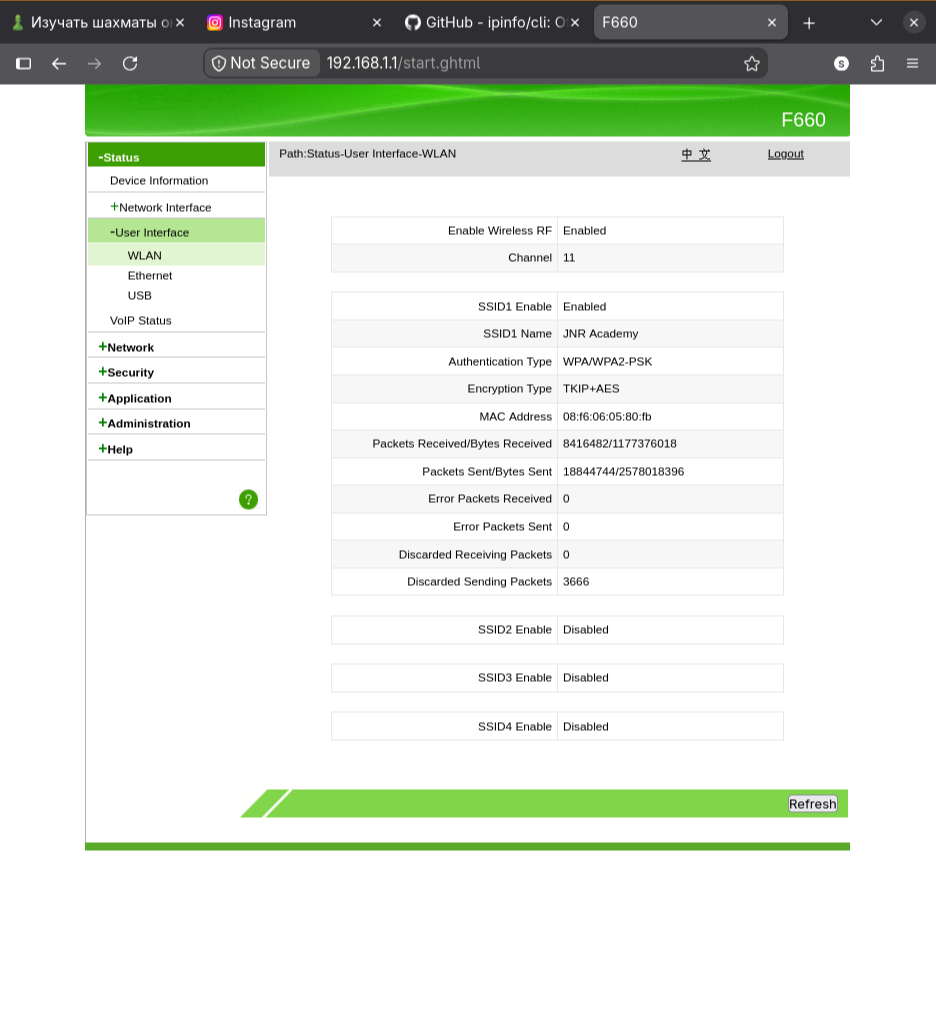 Изучать шахматы о
Instagram
GitHub - ipinfo/cli: O
F660
Not Secure
192.168.1.1/start.ghtml
S
F660
-Status
Path:Status-User Interface-WLAN
中 文
Logout
Device Information
+Network Interface
-User Interface
WLAN
Ethernet
USB
VoIP Status
+Network
+Security
+Application
+Administration
+Help
?
Enable Wireless RF Enabled
Channel 11
SSID1 Enable Enabled
SSID1 Name JNR Academy
Authentication Type WPA/WPA2-PSK
Encryption Type TKIP+AES
MAC Address 08:f6:06:05:80:fb
Packets Received/Bytes Received 8416482/1177376018
Packets Sent/Bytes Sent 18844744/2578018396
Error Packets Received 0
Error Packets Sent 0
Discarded Receiving Packets 0
Discarded Sending Packets 3666
SSID2 Enable Disabled
SSID3 Enable Disabled
SSID4 Enable Disabled
Refresh